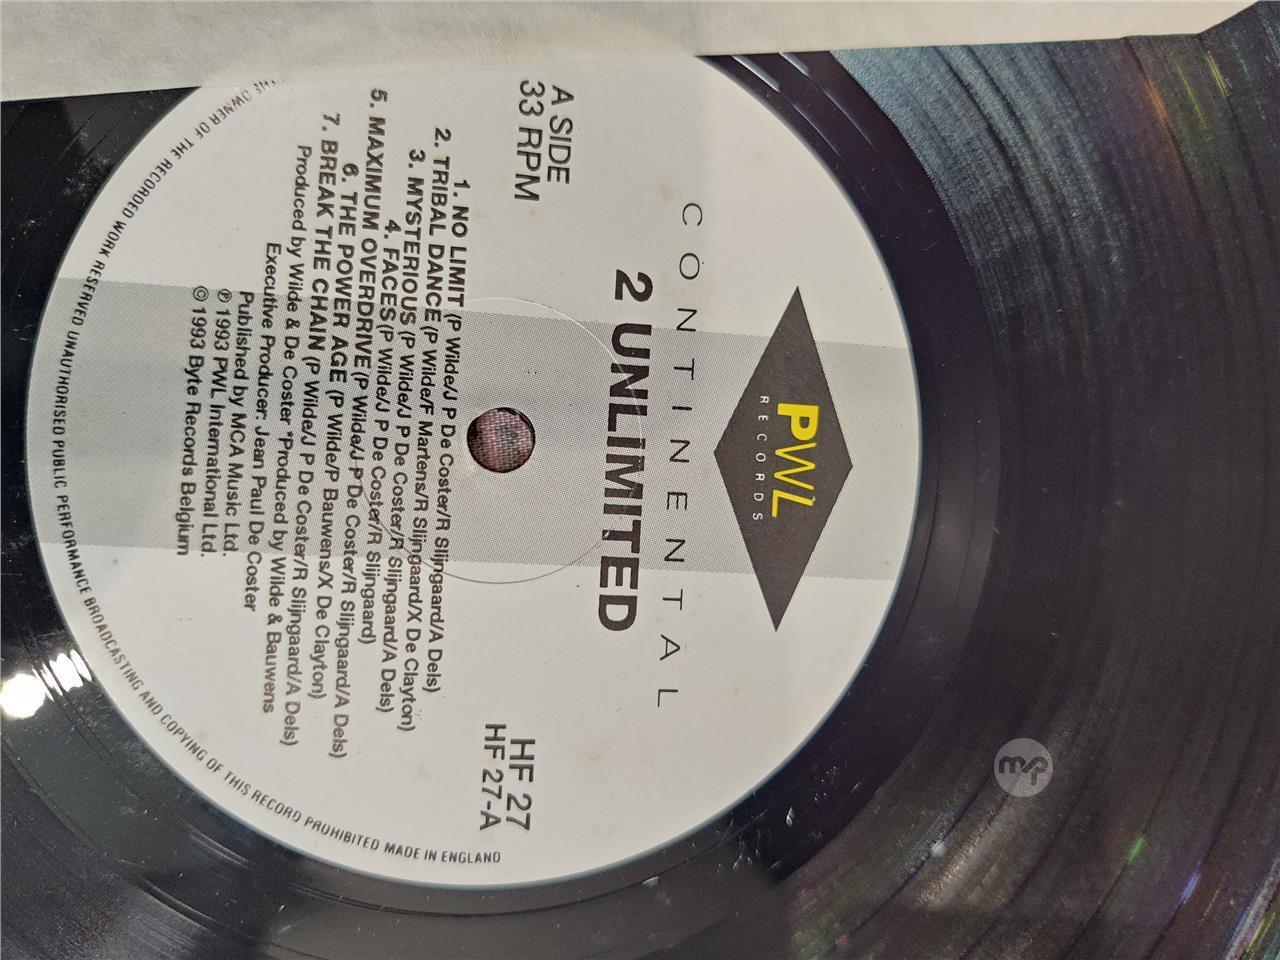 PWL
RECORDS
CONTINENTAL
2 UNLIMITED
A SIDE
33 RPM
HF 27
HF 27-A
1. NO LIMIT (P Wilde/J P De Coster/R Slijngaard/A Dels)
2. TRIBAL DANCE (P Wilde/F Martens/R Slijngaard/X De Clayton)
3. MYSTERIOUS (P Wilde/J P De Coster/R Slijngaard/A Dels)
4. FACES (P Wilde/J P De Coster/R Slijngaard)
5. MAXIMUM OVERDRIVE (P Wilde/J P De Coster/R Slijngaard/A Dels)
6. THE POWER AGE (P Wilde/P Bauwens/X De Clayton)
7. BREAK THE CHAIN (P Wilde/J P De Coster/R Slijngaard/A Dels)
Produced by Wilde & De Coster *Produced by Wilde & Bauwens
Executive Producer: Jean Paul De Coster
Published by MCA Music Ltd.
℗ 1993 PWL International Ltd.
© 1993 Byte Records Belgium
THE OWNER OF THE RECORDED WORK RESERVED UNAUTHORISED PUBLIC PERFORMANCE BROADCASTING AND COPYING OF THIS RECORD PROHIBITED MADE IN ENGLAND
mp